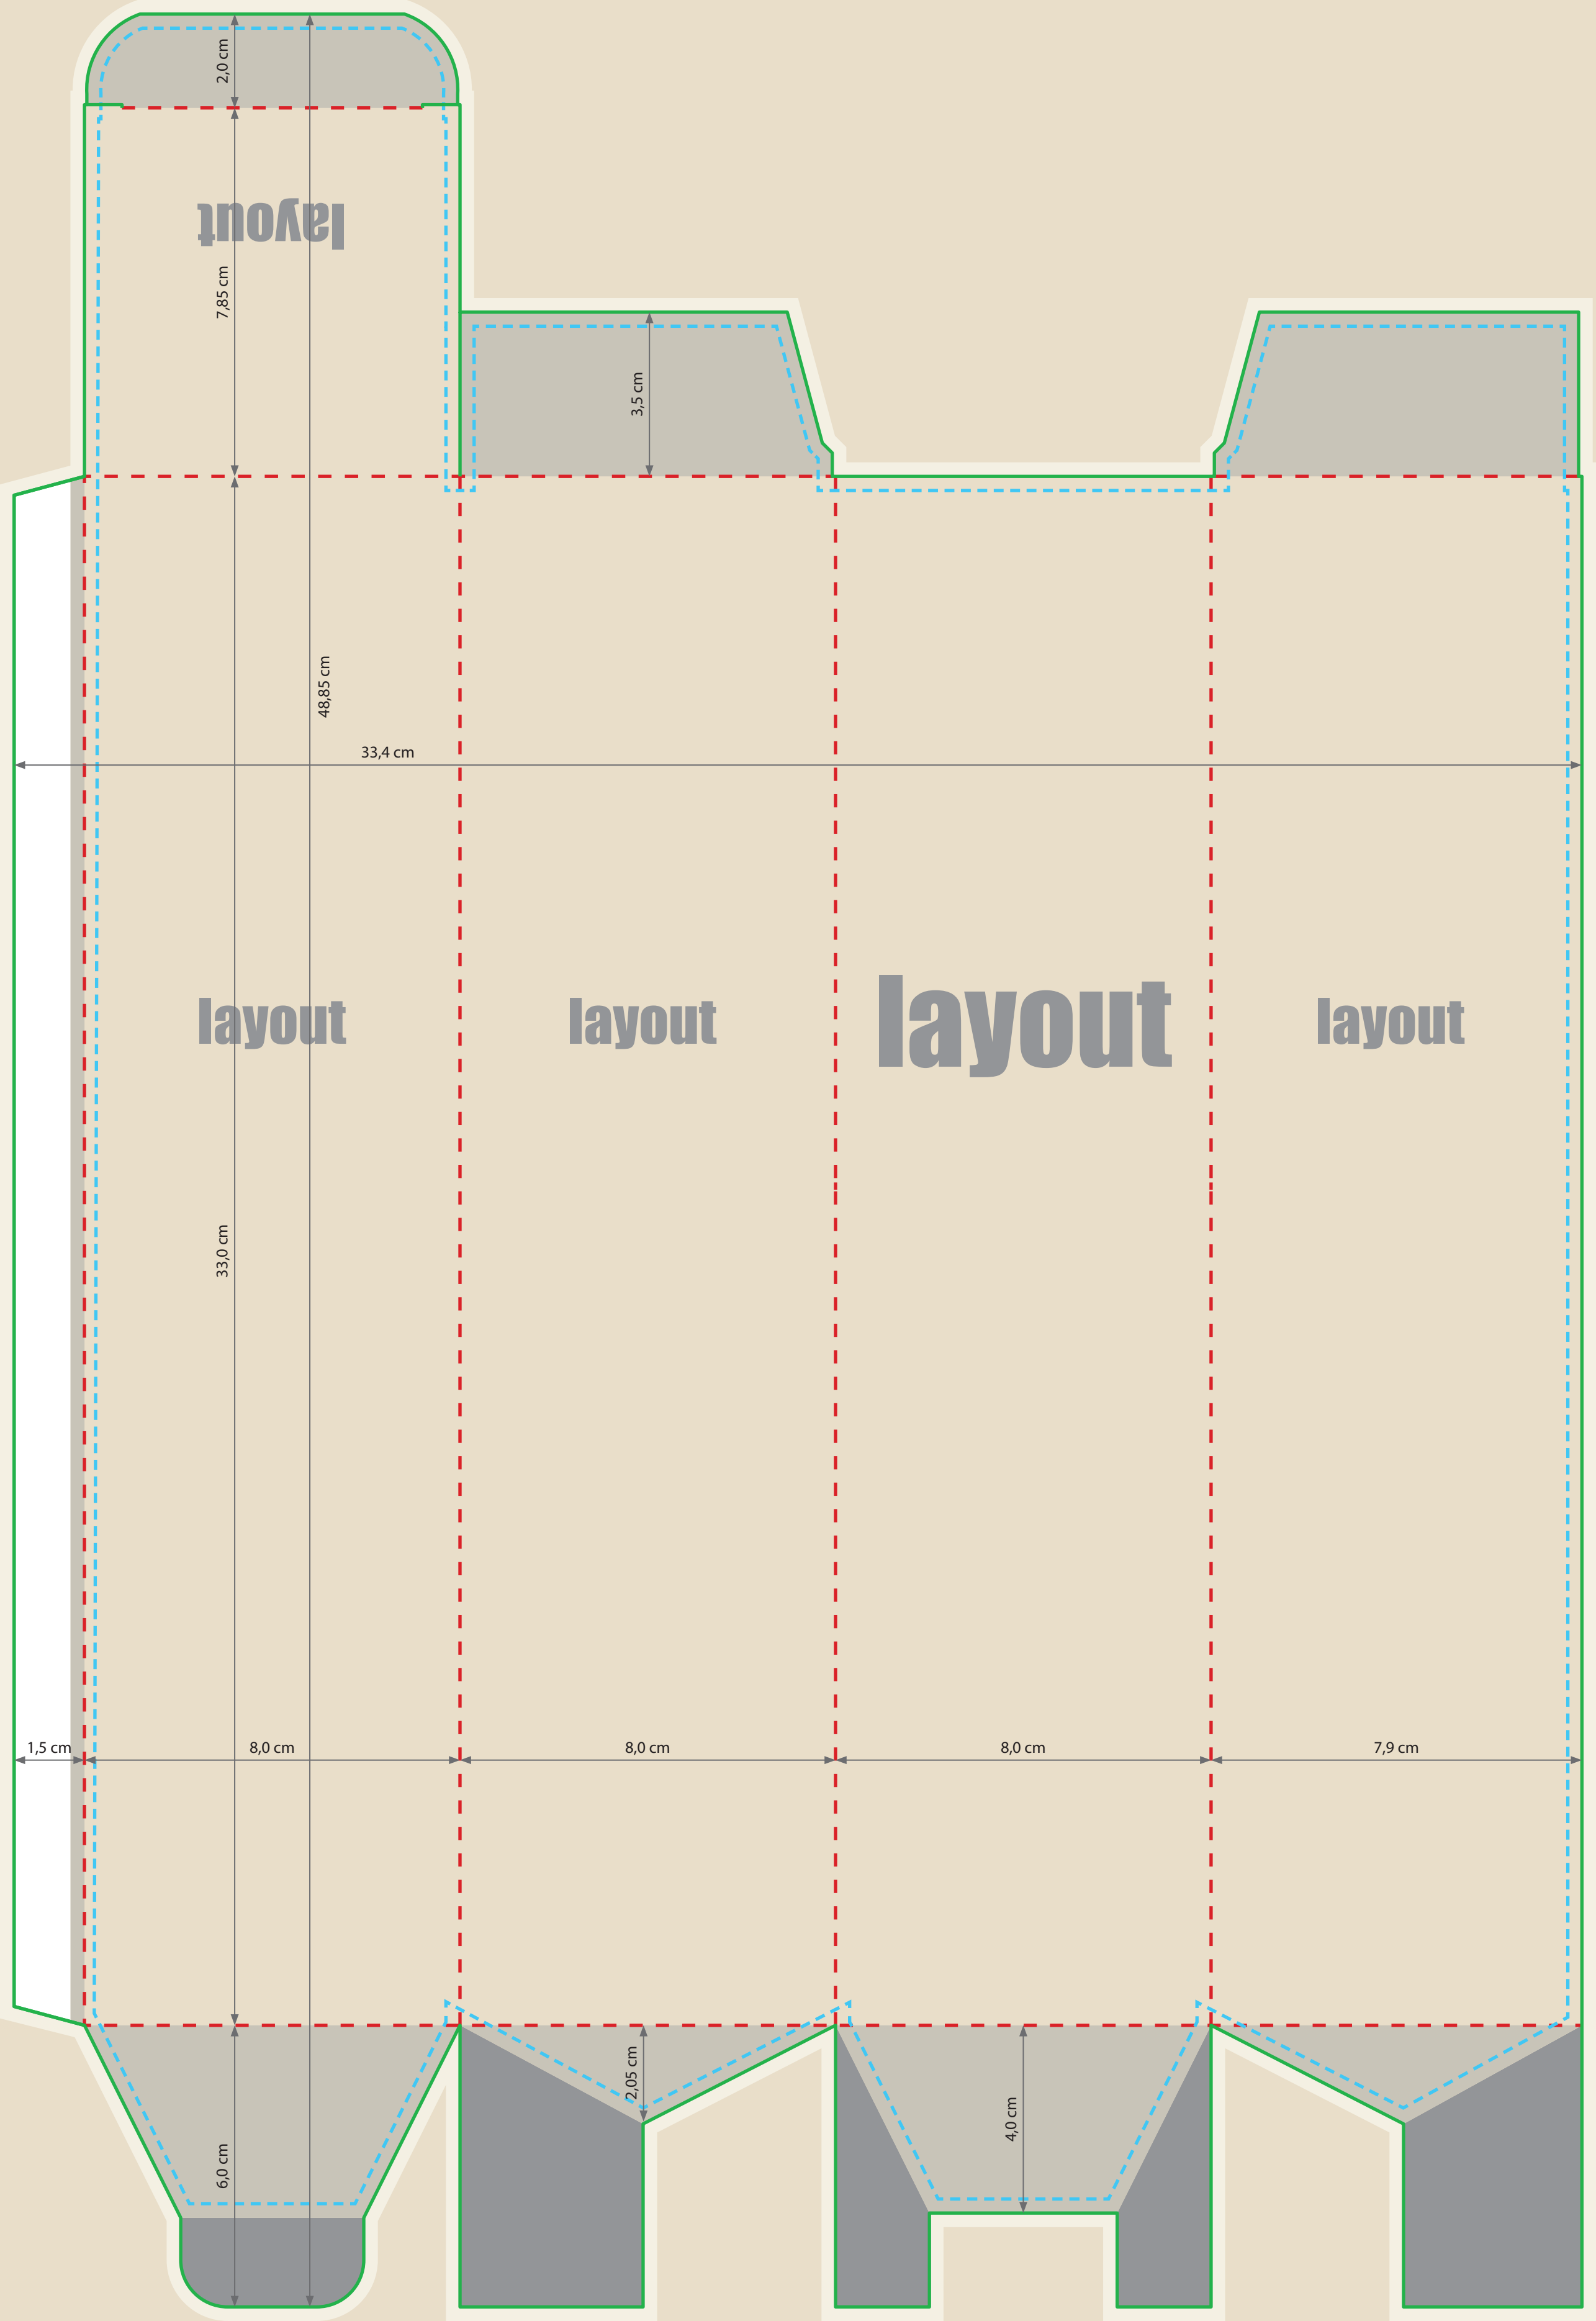 2,0 cm
layout
7,85 cm
3,5 cm
48,85 cm
33,4 cm
layout
layout
layout
layout
33,0 cm
1,5 cm
8,0 cm
8,0 cm
8,0 cm
7,9 cm
2,05 cm
4,0 cm
6,0 cm